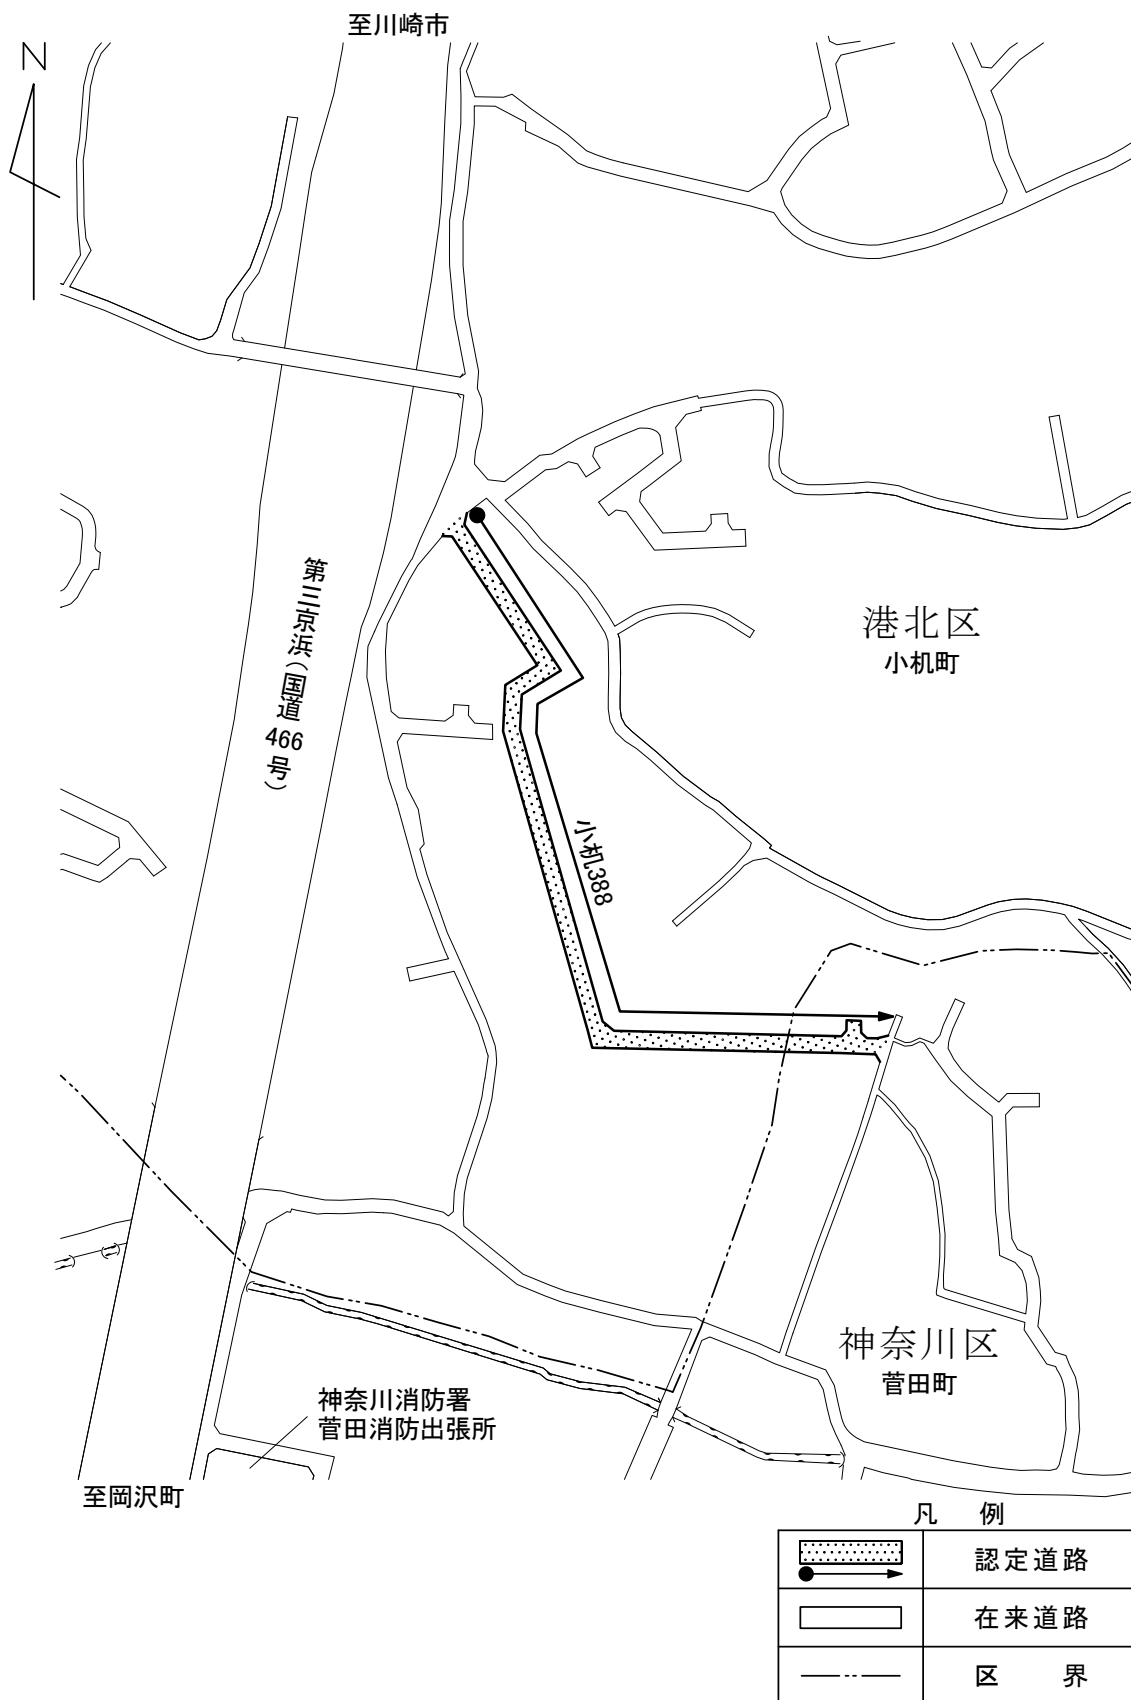 至川崎市
N
第三京浜（国道466号）
港北区
小机町
小机388
神奈川区
菅田町
神奈川消防署
菅田消防出張所
至岡沢町
凡　例
認定道路
在来道路
区　界